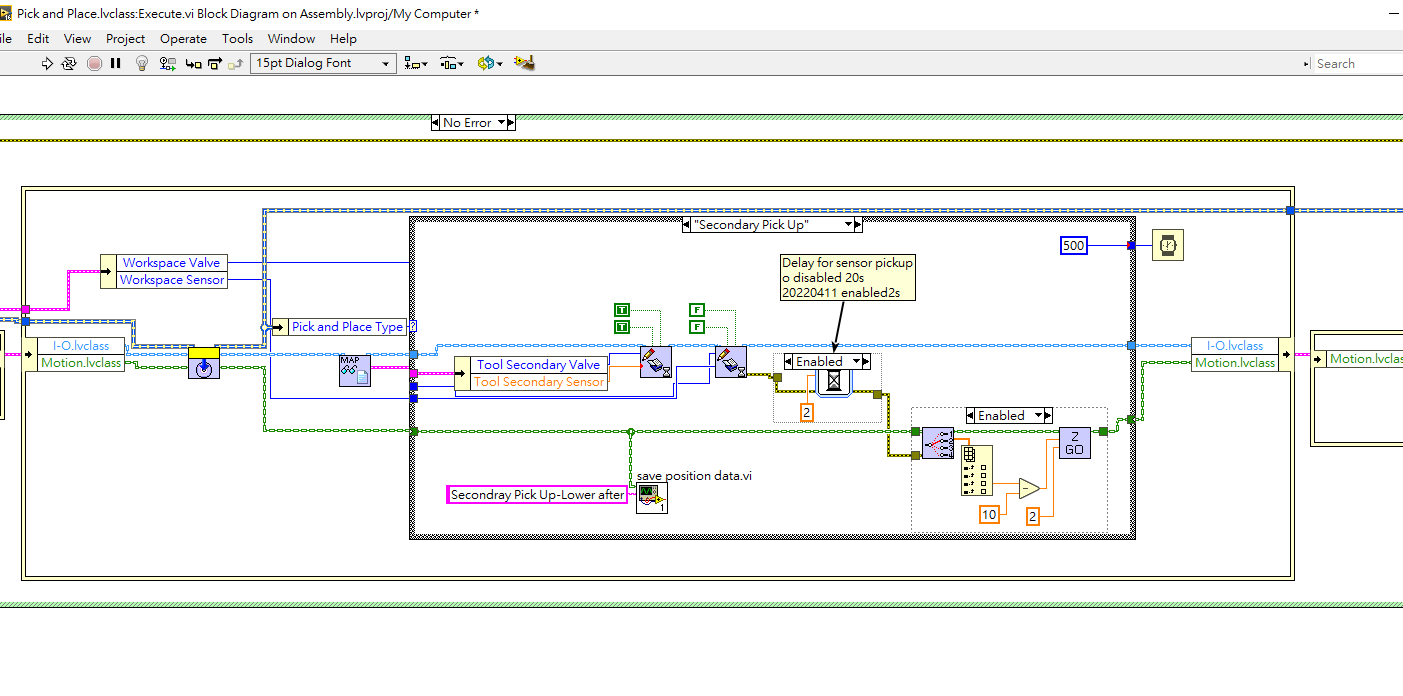 Pick and Place.lvclass:Execute.vi Block Diagram on Assembly.lvproj/My Computer *
ile Edit View Project Operate Tools Window Help
15pt Dialog Font
Search
No Error
"Secondary Pick Up"
500
Workspace Valve
Workspace Sensor
Delay for sensor pickup
o disabled 20s
20220411 enabled2s
T
F
T
F
Pick and Place Type
?
I-O.lvclass
Motion.lvclass
MAP
Tool Secondary Valve
Tool Secondary Sensor
Enabled
2
I-O.lvclass
Motion.lvclass
Motion.lvclas
Enabled
Z
GO
save position data.vi
Secondray Pick Up-Lower after
1
10
2